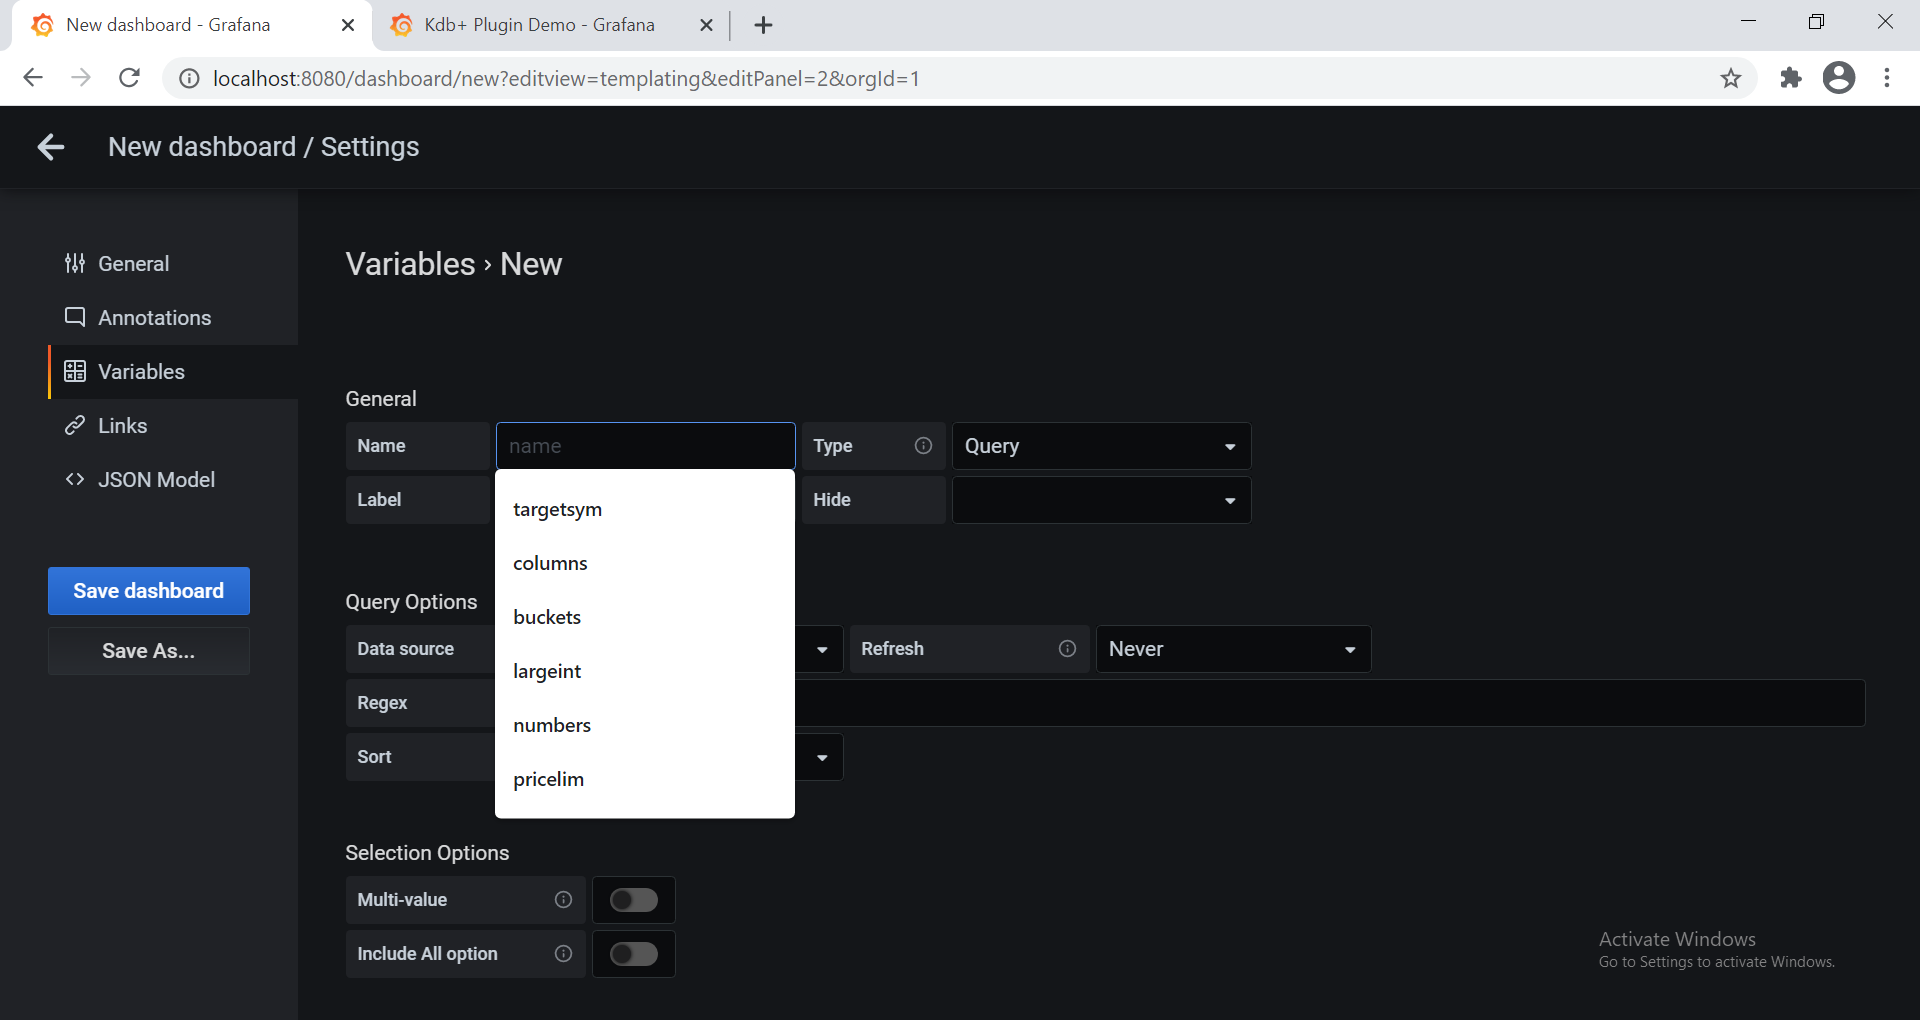 New dashboard - Grafana
Kdb+ Plugin Demo - Grafana
localhost:8080/dashboard/new?editview=templating&editPanel=2&orgId=1
New dashboard / Settings
General
Annotations
Variables
Links
JSON Model
Save dashboard
Save As...
Variables › New
General
Name
name
Type
Query
Label
Hide
targetsym
columns
buckets
largeint
numbers
pricelim
Query Options
Data source
Refresh
Never
Regex
Sort
Selection Options
Multi-value
Include All option
Activate Windows
Go to Settings to activate Windows.